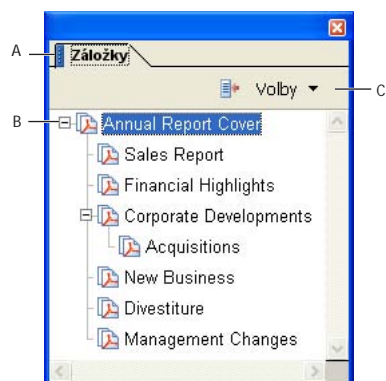 A
Záložky
Volby
C
B
Annual Report Cover
Sales Report
Financial Highlights
Corporate Developments
Acquisitions
New Business
Divestiture
Management Changes